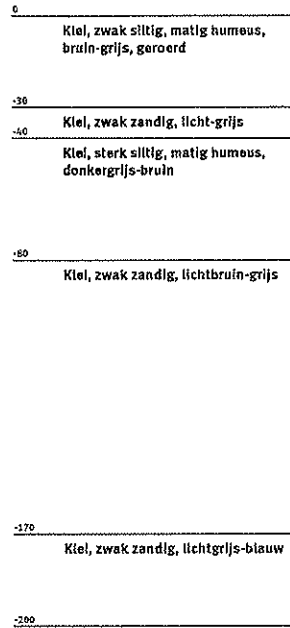 0
Klei, zwak siltig, matig humeus,
bruin-grijs, geroerd
-30
Klei, zwak zandig, licht-grijs
-40
Klei, sterk siltig, matig humeus,
donkergrijs-bruin
-80
Klei, zwak zandig, lichtbruin-grijs
-170
Klei, zwak zandig, lichtgrijs-blauw
-200